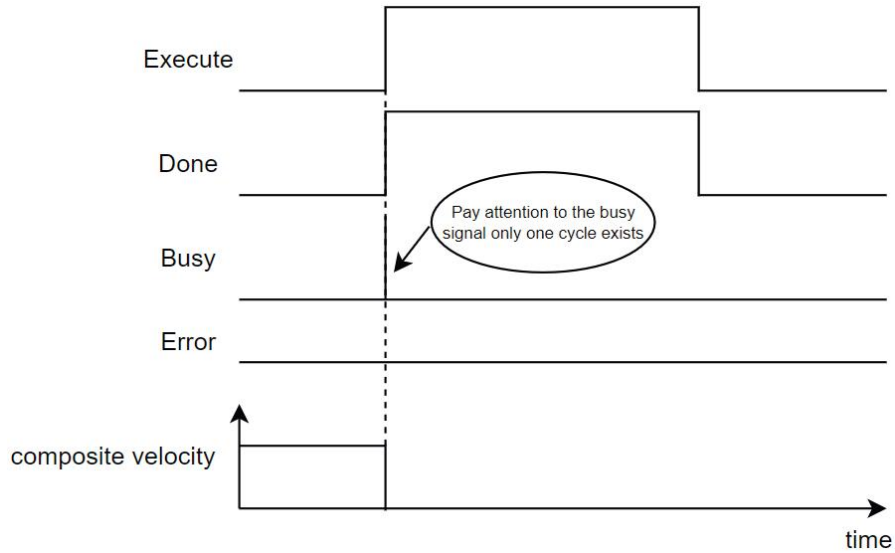 Execute
Done
Pay attention to the busy
signal only one cycle exists
Busy
Error
composite velocity
time